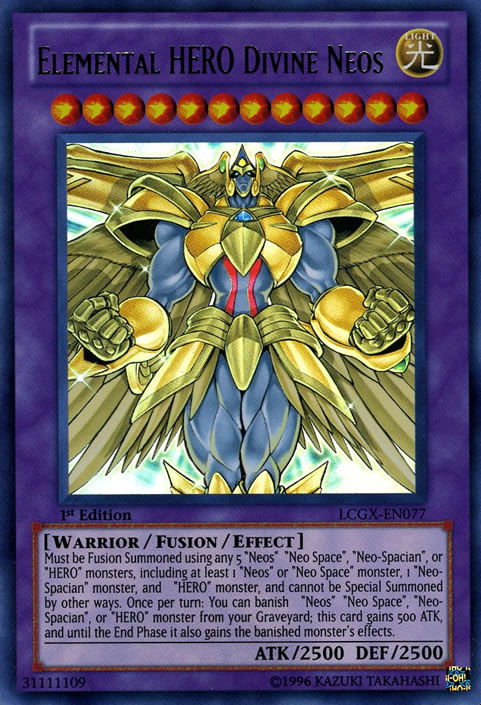 ELEMENTAL HERO DIVINE NEOS
LIGHT
光
1st Edition
LCGX-EN077
[WARRIOR / FUSION / EFFECT]
Must be Fusion Summoned using any 5 "Neos" "Neo Space", "Neo-Spacian", or
"HERO" monsters, including at least 1 "Neos" or "Neo Space" monster, 1 "Neo-
Spacian" monster, and "HERO" monster, and cannot be Special Summoned
by other ways. Once per turn: You can banish "Neos" "Neo Space", "Neo-
Spacian", or "HERO" monster from your Graveyard; this card gains 500 ATK,
and until the End Phase it also gains the banished monster's effects.
ATK/2500 DEF/2500
31111109
©1996 KAZUKI TAKAHASHI